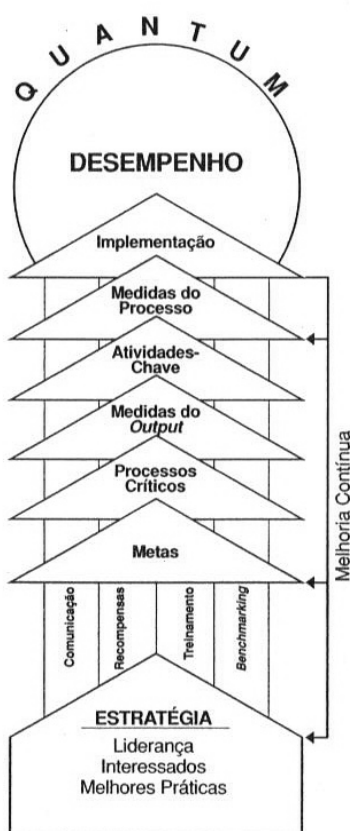 QUANTUM
DESEMPENHO
Implementação
Medidas do
Processo
Atividades-
Chave
Medidas do
Output
Processos
Críticos
Metas
Comunicação
Recompensas
Treinamento
Benchmarking
Melhoria Contínua
ESTRATÉGIA
Liderança
Interessados
Melhores Práticas